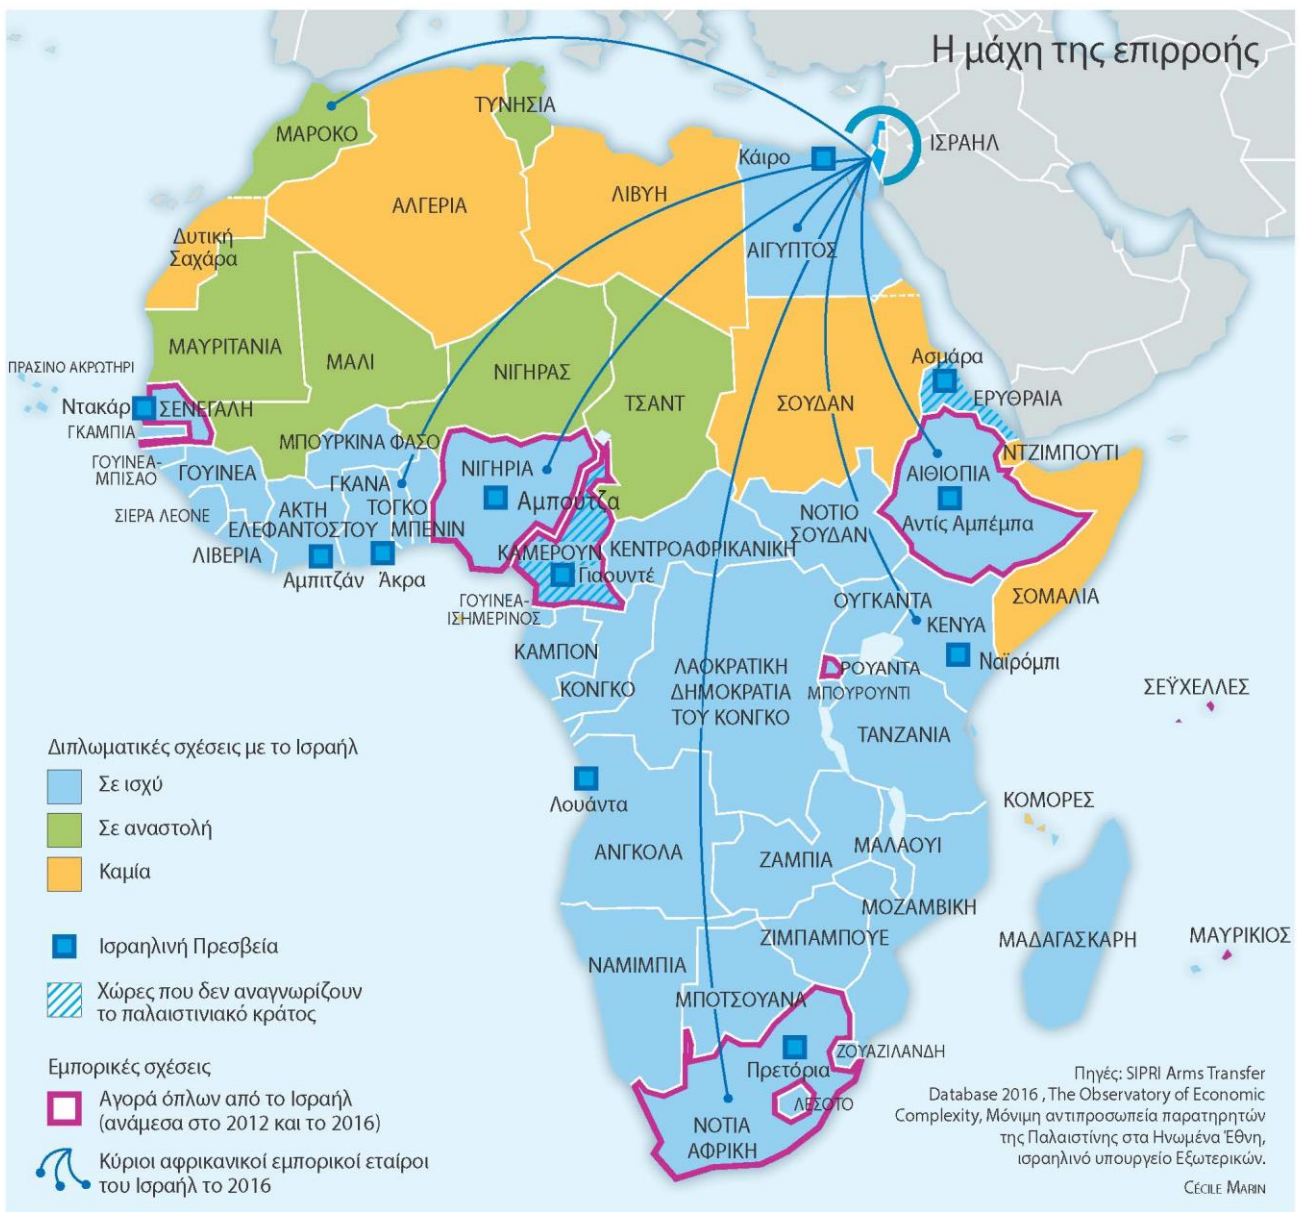 Η μάχη της επιρροής
ΙΣΡΑΗΛ
ΤΥΝΗΣΙΑ
ΜΑΡΟΚΟ
Κάιρο
ΑΛΓΕΡΙΑ
ΛΙΒΥΗ
ΑΙΓΥΠΤΟΣ
Δυτική
Σαχάρα
ΜΑΥΡΙΤΑΝΙΑ
ΜΑΛΙ
ΝΙΓΗΡΑΣ
ΤΣΑΝΤ
ΣΟΥΔΑΝ
Ασμάρα
ΕΡΥΘΡΑΙΑ
ΠΡΑΣΙΝΟ ΑΚΡΩΤΗΡΙ
Ντακάρ
ΣΕΝΕΓΑΛΗ
ΓΚΑΜΠΙΑ
ΓΟΥΙΝΕΑ-
ΜΠΙΣΑΟ
ΓΟΥΙΝΕΑ
ΣΙΕΡΑ ΛΕΟΝΕ
ΛΙΒΕΡΙΑ
ΑΚΤΗ
ΕΛΕΦΑΝΤΟΣΤΟΥ
ΜΠΟΥΡΚΙΝΑ ΦΑΣΟ
ΓΚΑΝΑ
ΤΟΓΚΟ
ΜΠΕΝΙΝ
Αμπιτζάν
Άκρα
ΝΙΓΗΡΙΑ
Αμπούτζα
ΚΑΜΕΡΟΥΝ
Γιαουντέ
ΚΕΝΤΡΟΑΦΡΙΚΑΝΙΚΗ
ΝΟΤΙΟ
ΣΟΥΔΑΝ
ΝΤΖΙΜΠΟΥΤΙ
ΑΙΘΙΟΠΙΑ
Αντίς Αμπέμπα
ΣΟΜΑΛΙΑ
ΓΟΥΙΝΕΑ-
ΙΣΗΜΕΡΙΝΟΣ
ΚΑΜΠΟΝ
ΚΟΝΓΚΟ
ΛΑΟΚΡΑΤΙΚΗ
ΔΗΜΟΚΡΑΤΙΑ
ΤΟΥ ΚΟΝΓΚΟ
ΟΥΓΚΑΝΤΑ
ΚΕΝΥΑ
Ναϊρόμπι
ΡΟΥΑΝΤΑ
ΜΠΟΥΡΟΥΝΤΙ
ΤΑΝΖΑΝΙΑ
ΣΕΫΧΕΛΛΕΣ
ΚΟΜΟΡΕΣ
Λουάντα
ΑΝΓΚΟΛΑ
ΖΑΜΠΙΑ
ΜΑΛΑΟΥΙ
ΜΟΖΑΜΒΙΚΗ
ΖΙΜΠΑΜΠΟΥΕ
ΜΑΔΑΓΑΣΚΑΡΗ
ΜΑΥΡΙΚΙΟΣ
ΝΑΜΙΜΠΙΑ
ΜΠΟΤΣΟΥΑΝΑ
Πρετόρια
ΖΟΥΑΖΙΛΑΝΔΗ
ΛΕΣΟΤΟ
ΝΟΤΙΑ
ΑΦΡΙΚΗ
Διπλωματικές σχέσεις με το Ισραήλ
Σε ισχύ
Σε αναστολή
Καμία
Ισραηλινή Πρεσβεία
Χώρες που δεν αναγνωρίζουν
το παλαιστινιακό κράτος
Εμπορικές σχέσεις
Αγορά όπλων από το Ισραήλ
(ανάμεσα στο 2012 και το 2016)
Κύριοι αφρικανικοί εμπορικοί εταίροι
του Ισραήλ το 2016
Πηγές: SIPRI Arms Transfer
Database 2016 , The Observatory of Economic
Complexity, Μόνιμη αντιπροσωπεία παρατηρητών
της Παλαιστίνης στα Ηνωμένα Έθνη,
ισραηλινό υπουργείο Εξωτερικών.
CÉCILE MARIN